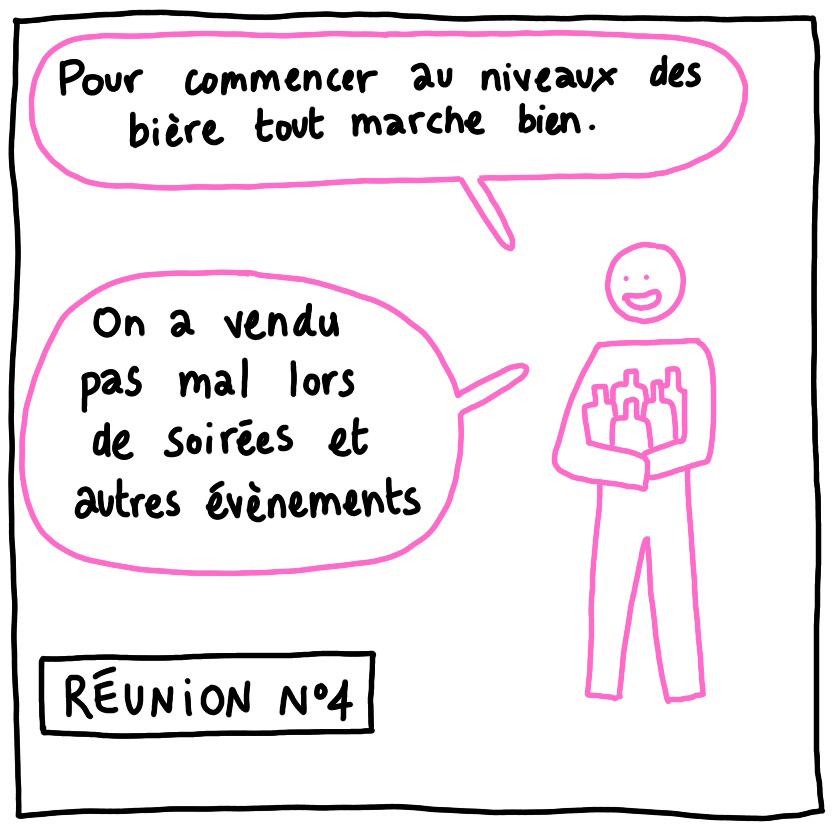 Pour commencer au niveaux des
bière tout marche bien.
On a vendu
pas mal lors
de soirées et
autres évènements
RÉUNiON N°4